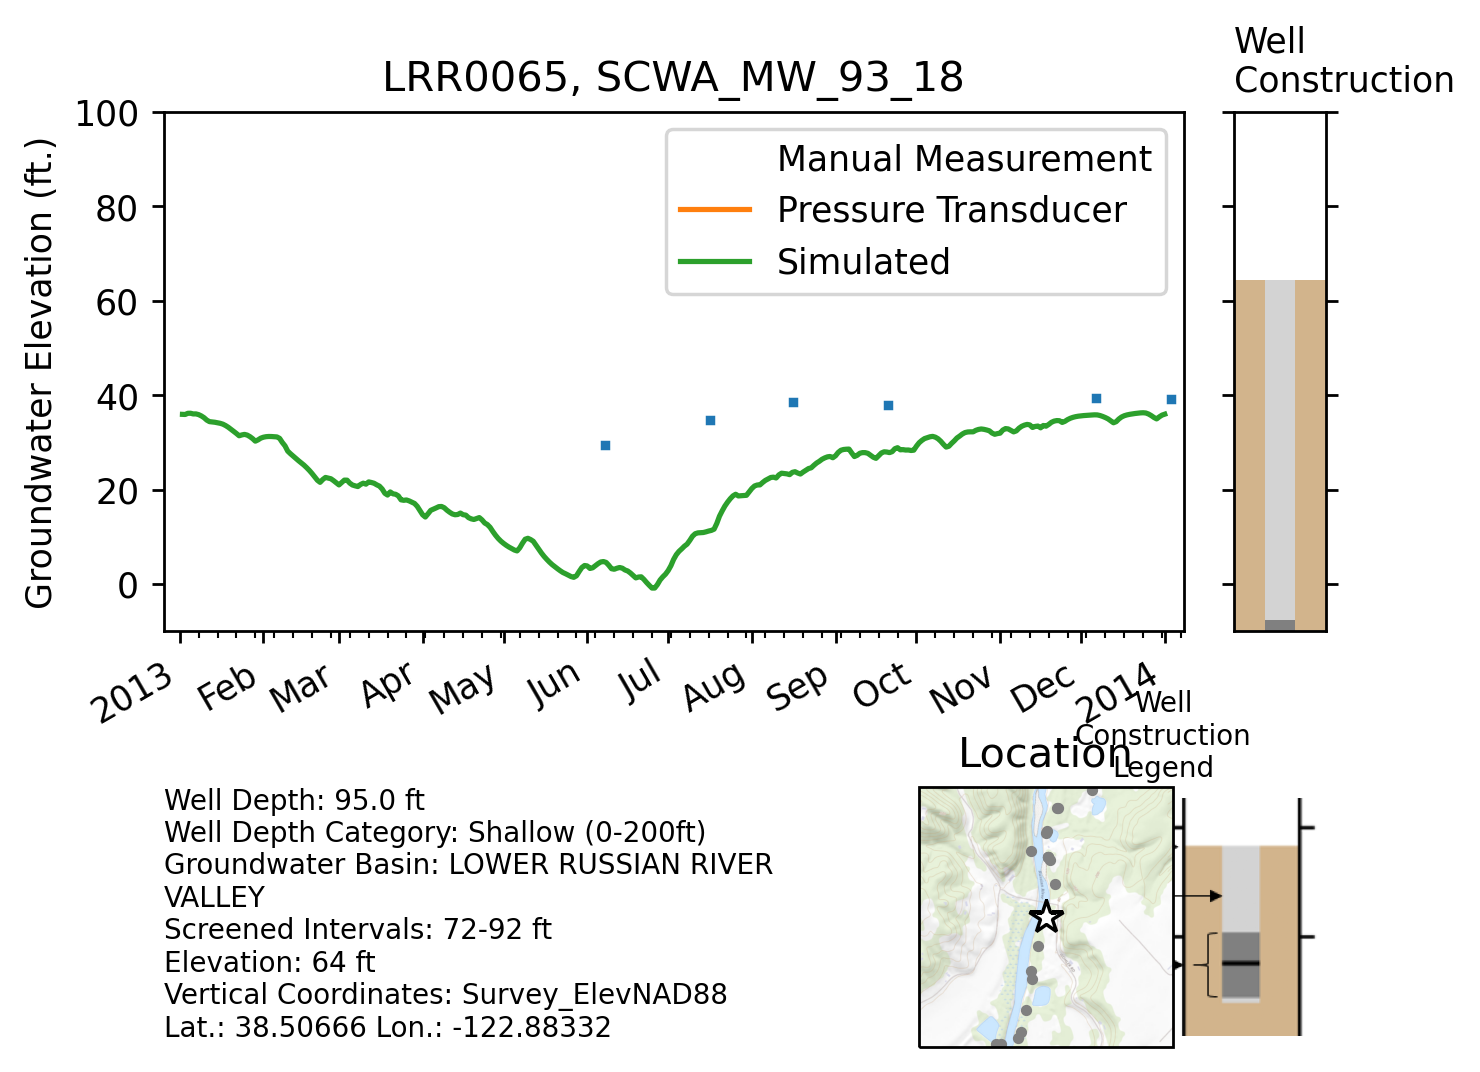 Well
Construction
LRR0065, SCWA_MW_93_18
Groundwater Elevation (ft.)
100
80
60
40
20
0
Manual Measurement
Pressure Transducer
Simulated
2013
Feb
Mar
Apr
May
Jun
Jul
Aug
Sep
Oct
Nov
Dec
2014
Well
Construction
Legend
Location
Well Depth: 95.0 ft
Well Depth Category: Shallow (0-200ft)
Groundwater Basin: LOWER RUSSIAN RIVER
VALLEY
Screened Intervals: 72-92 ft
Elevation: 64 ft
Vertical Coordinates: Survey_ElevNAD88
Lat.: 38.50666 Lon.: -122.88332